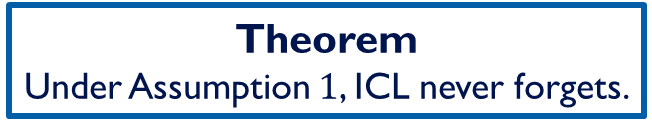 Theorem
Under Assumption 1, ICL never forgets.